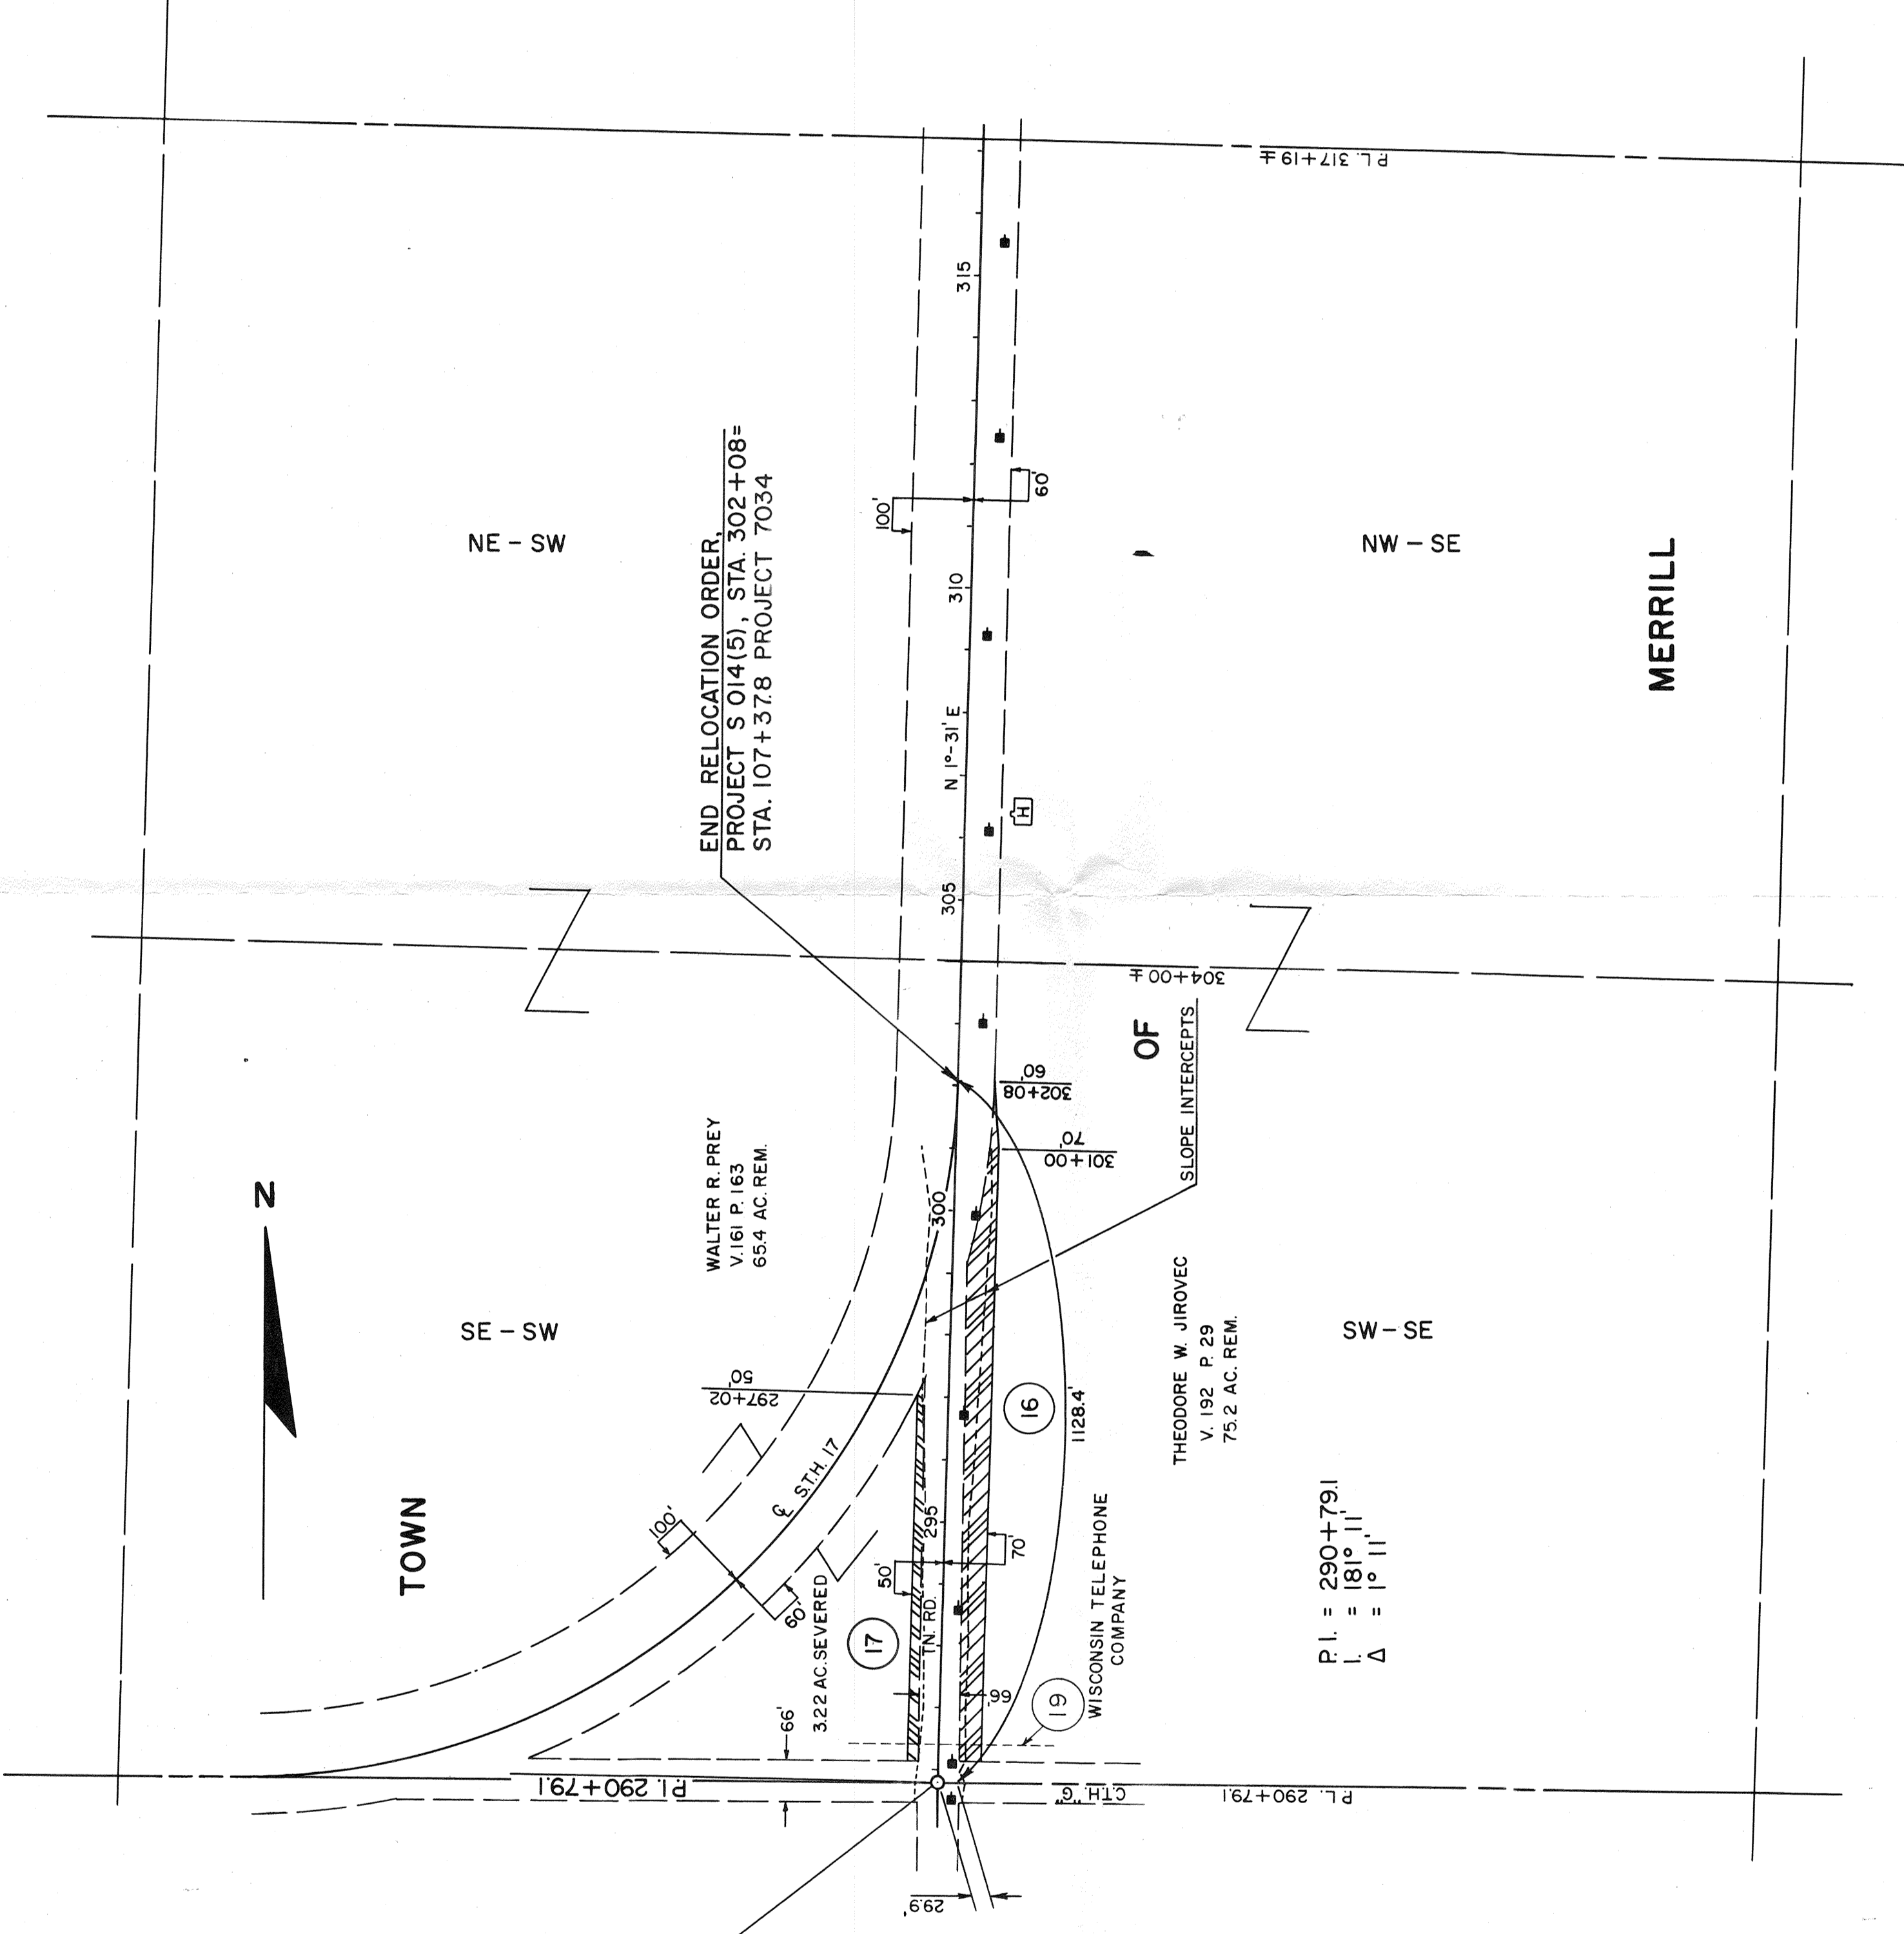 P.L. 317+19±
315
100'
60'
310
NE - SW
NW - SE
MERRILL
END RELOCATION ORDER,
PROJECT S 014(5), STA. 302+08=
STA. 107+37.8 PROJECT 7034
N 1°-31' E
H
305
304+00±
OF
SLOPE INTERCEPTS
302+08
60'
301+00
70'
N
WALTER R. PREY
V.161 P.163
65.4 AC. REM.
300
SE - SW
SW - SE
THEODORE W. JIROVEC
V. 192 P. 29
75.2 AC. REM.
297+02
50'
16
1128.4'
TOWN
℄ S.T.H. 17
100'
60'
295
50'
70'
TN. RD.
17
3.22 AC. SEVERED
66'
66'
19
WISCONSIN TELEPHONE
COMPANY
P.I. = 290+79.1
I. = 181° 11'
Δ = 1° 11'
P.I. 290+79.1
C.T.H. "G"
P.L. 290+79.1
29.9'